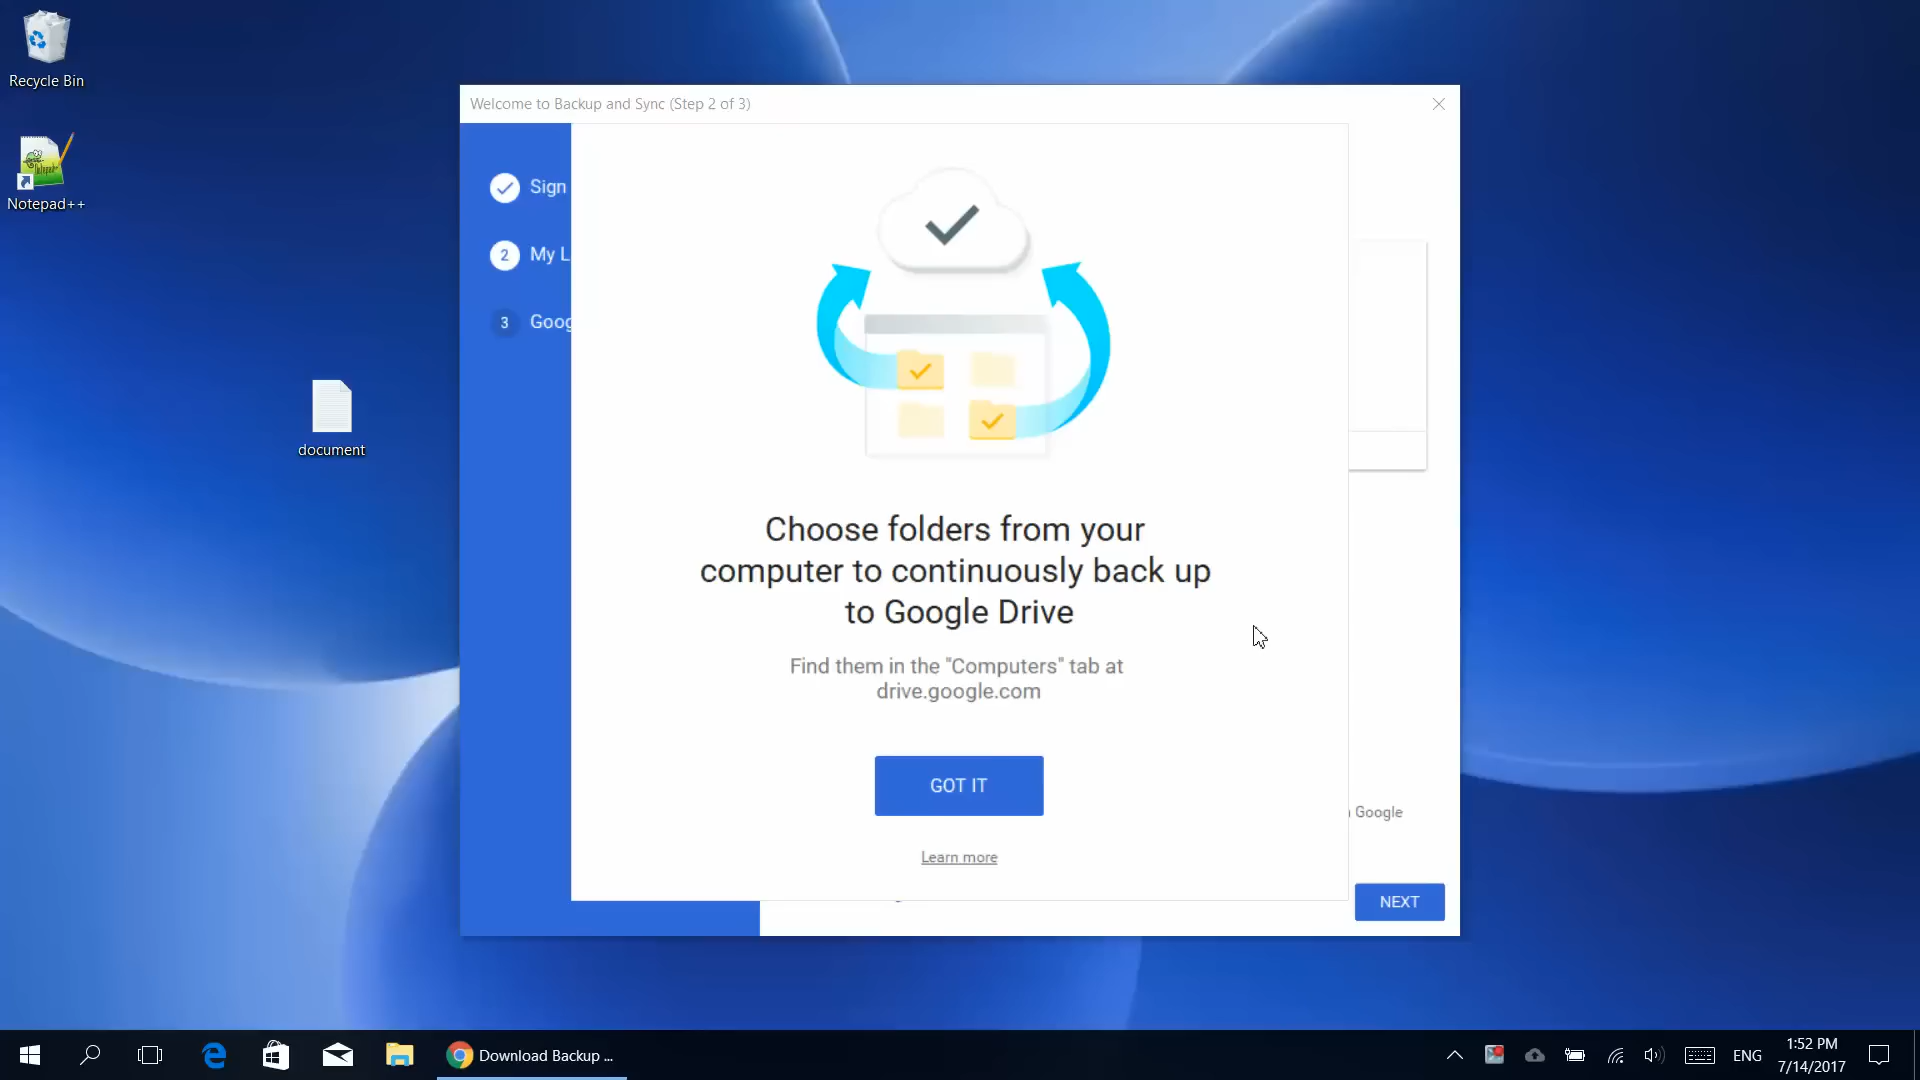 Recycle Bin
Notepad++
document
Welcome to Backup and Sync (Step 2 of 3)
Sign
2 My L
3 Goog
Choose folders from your
computer to continuously back up
to Google Drive
Find them in the "Computers" tab at
drive.google.com
GOT IT
Learn more
Google
NEXT
Download Backup ...
ENG
1:52 PM
7/14/2017